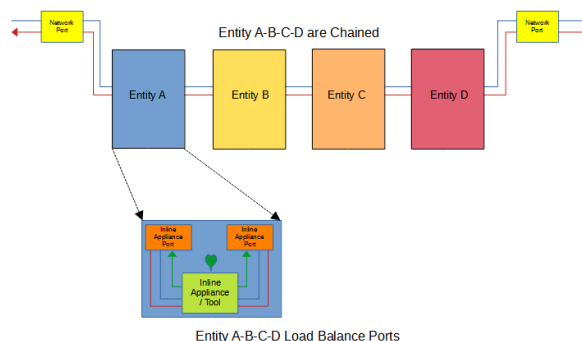 Network
Port
Entity A-B-C-D are Chained
Network
Port
Entity A
Entity B
Entity C
Entity D
Inline
Appliance
Port
Inline
Appliance
Port
Inline
Appliance
/ Tool
Entity A-B-C-D Load Balance Ports